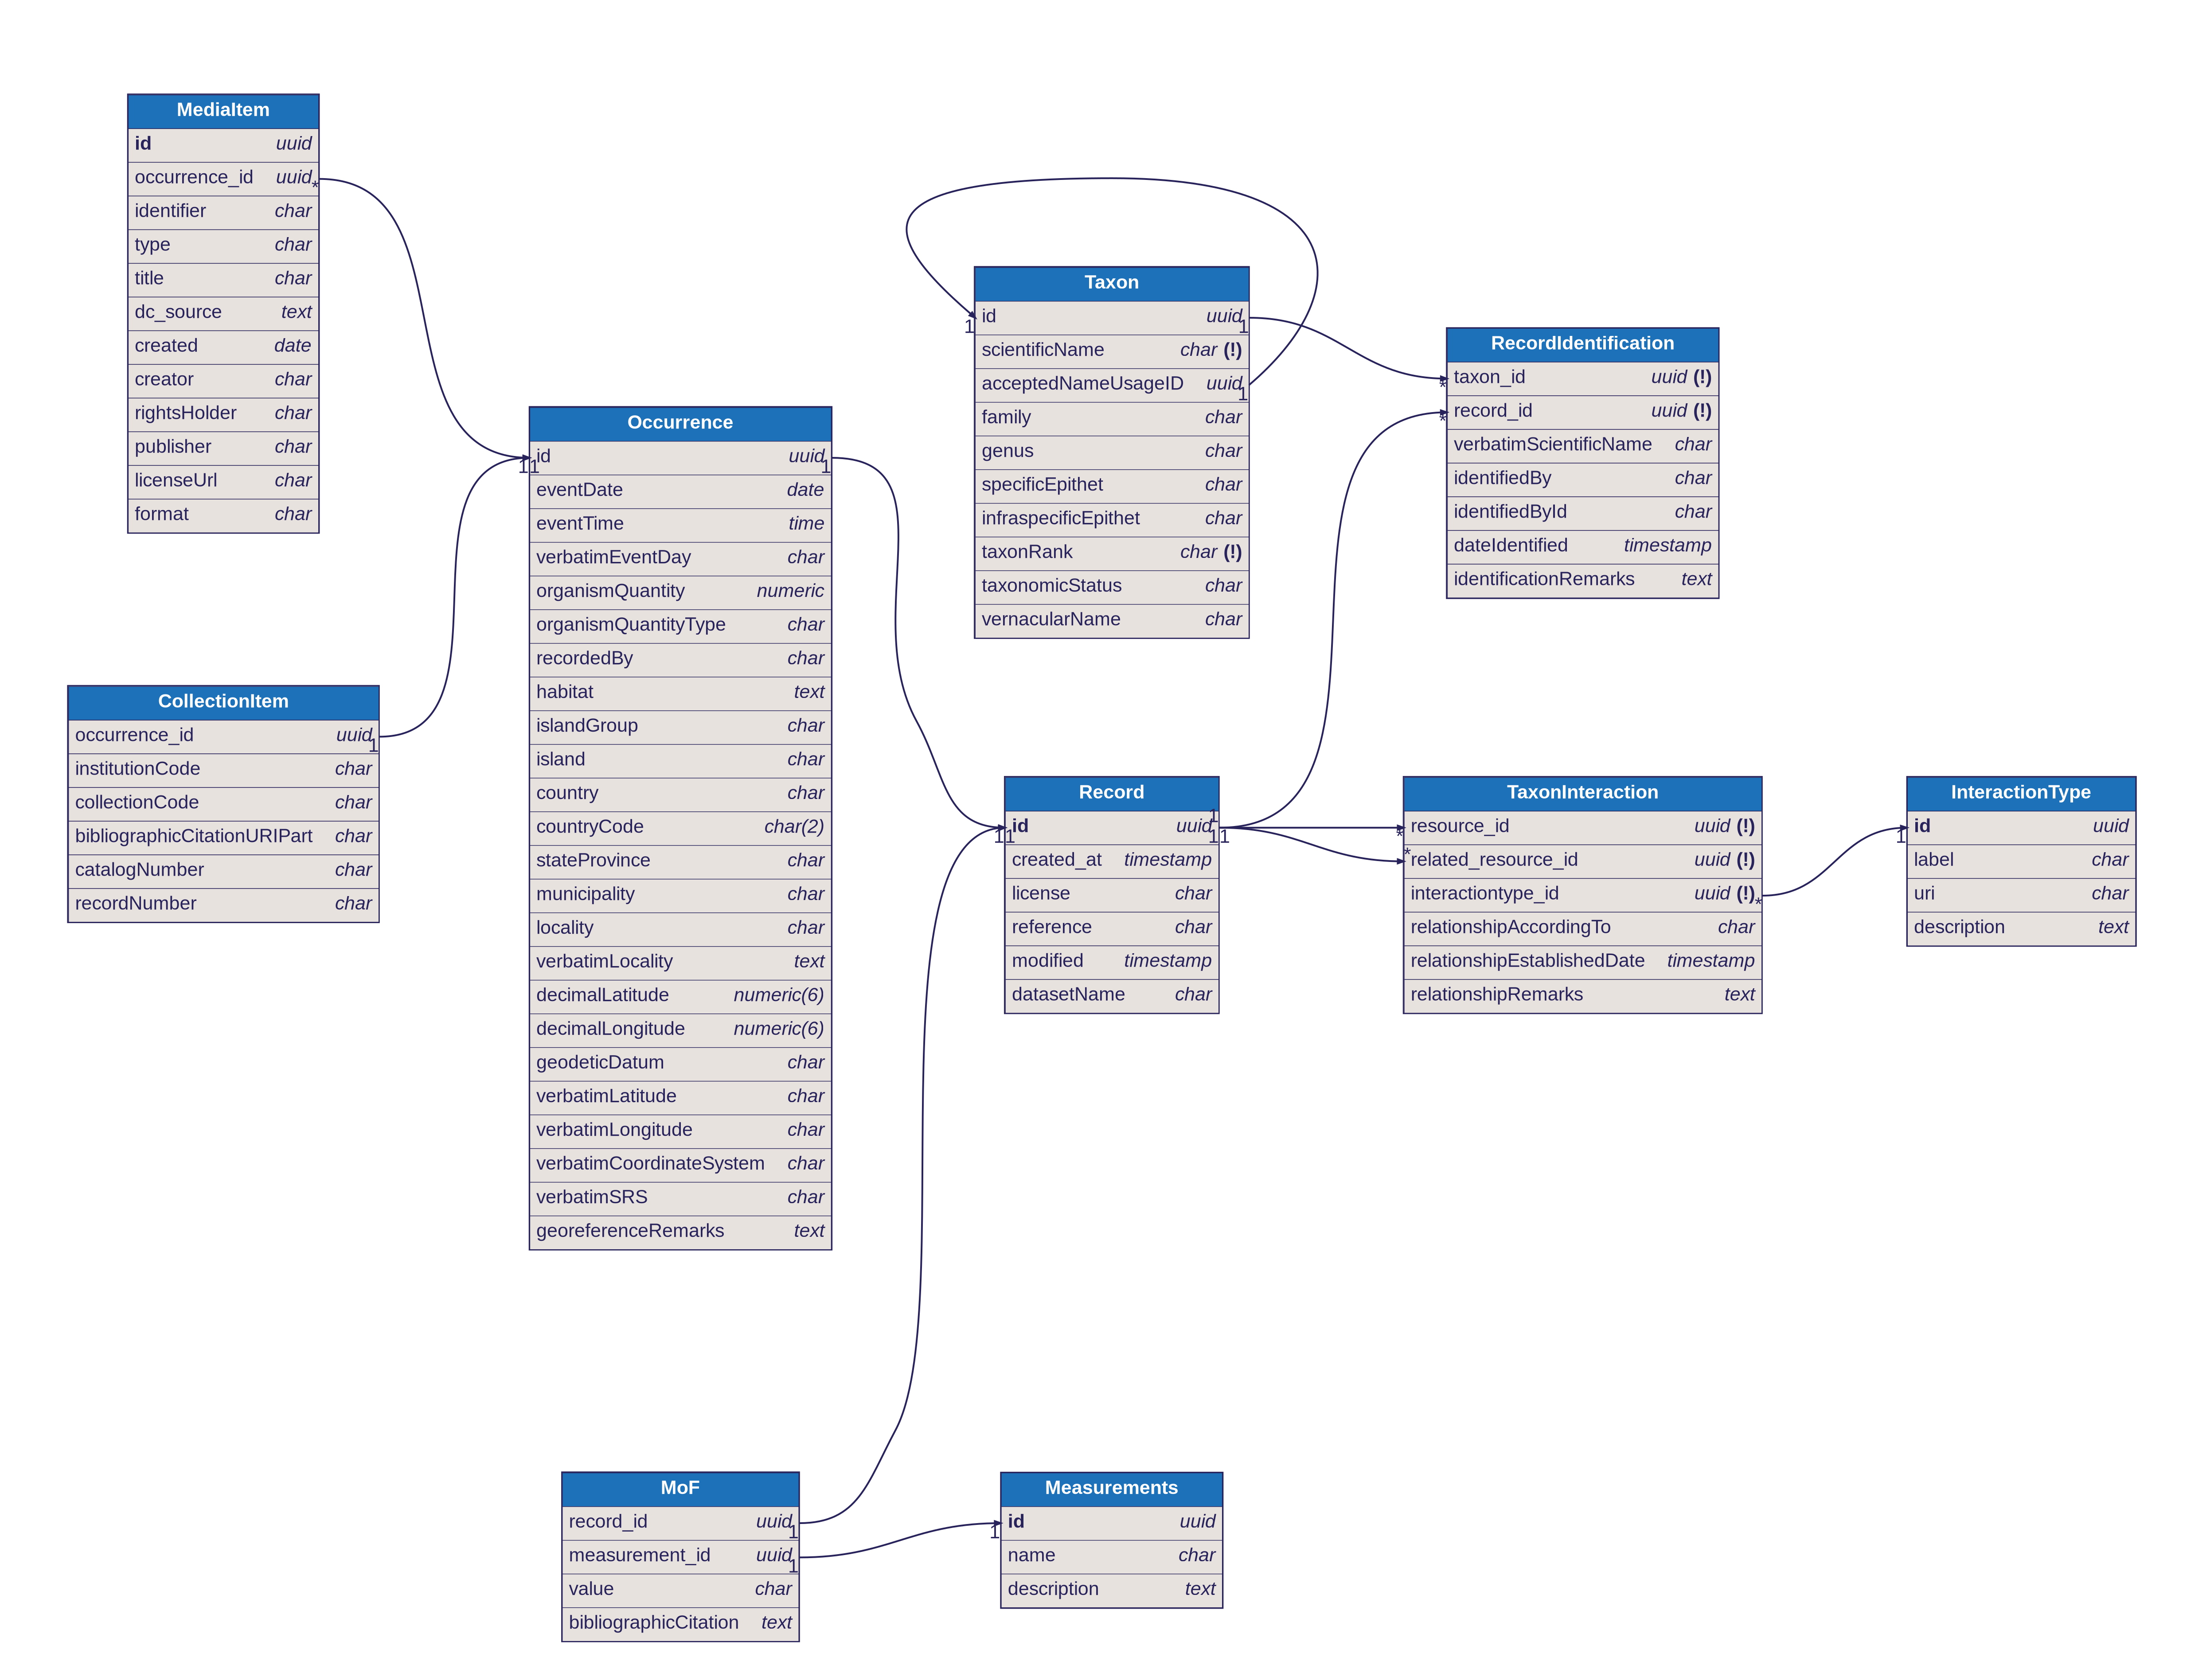 MediaItem
id uuid
occurrence_id uuid
*
identifier char
type char
title char
dc_source text
created date
creator char
rightsHolder char
publisher char
licenseUrl char
format char
CollectionItem
occurrence_id uuid
1
institutionCode char
collectionCode char
bibliographicCitationURIPart char
catalogNumber char
recordNumber char
Occurrence
id uuid
1 1 1
eventDate date
eventTime time
verbatimEventDay char
organismQuantity numeric
organismQuantityType char
recordedBy char
habitat text
islandGroup char
island char
country char
countryCode char(2)
stateProvince char
municipality char
locality char
verbatimLocality text
decimalLatitude numeric(6)
decimalLongitude numeric(6)
geodeticDatum char
verbatimLatitude char
verbatimLongitude char
verbatimCoordinateSystem char
verbatimSRS char
georeferenceRemarks text
Taxon
id uuid
1 1
scientificName char (!)
acceptedNameUsageID uuid
1
family char
genus char
specificEpithet char
infraspecificEpithet char
taxonRank char (!)
taxonomicStatus char
vernacularName char
RecordIdentification
taxon_id uuid (!)
*
record_id uuid (!)
*
verbatimScientificName char
identifiedBy char
identifiedById char
dateIdentified timestamp
identificationRemarks text
Record
1
id uuid
1 1 1 1
created_at timestamp
license char
reference char
modified timestamp
datasetName char
TaxonInteraction
resource_id uuid (!)
*
*
related_resource_id uuid (!)
interactiontype_id uuid (!)
*
relationshipAccordingTo char
relationshipEstablishedDate timestamp
relationshipRemarks text
InteractionType
id uuid
1
label char
uri char
description text
MoF
record_id uuid
1
measurement_id uuid
1
value char
bibliographicCitation text
Measurements
id uuid
1
name char
description text